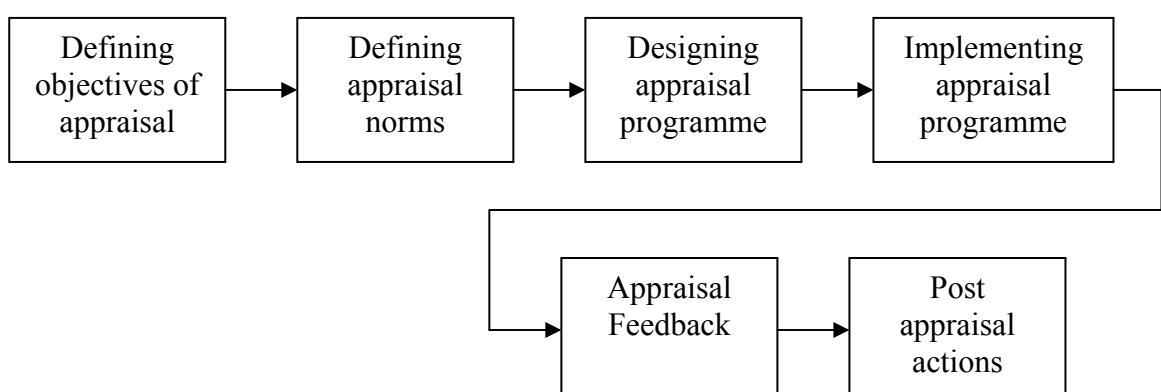 Defining
objectives of
appraisal
Defining
appraisal
norms
Designing
appraisal
programme
Implementing
appraisal
programme
Appraisal
Feedback
Post
appraisal
actions